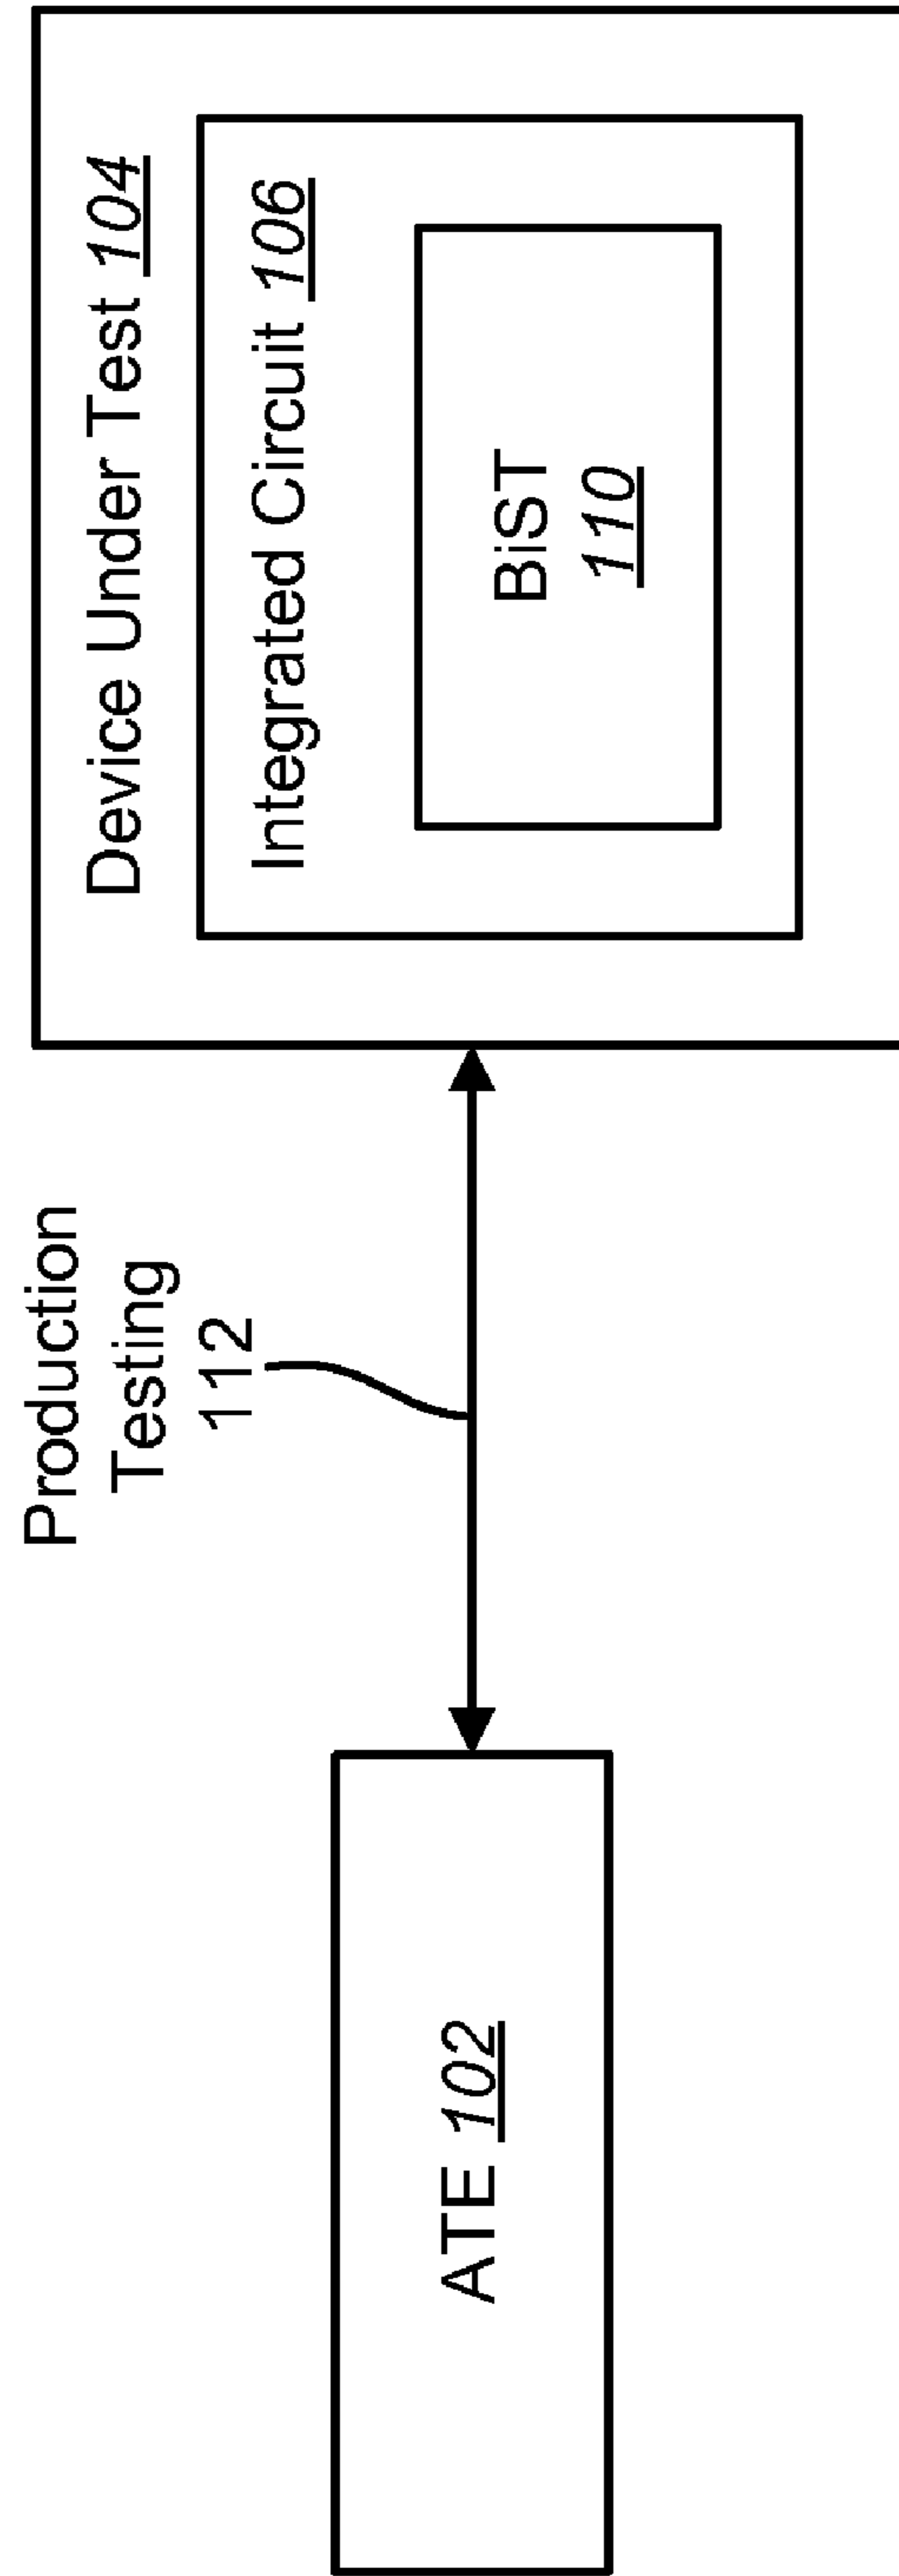 Production
Testing
112
ATE 102
Device Under Test 104
Integrated Circuit 106
BiST
110